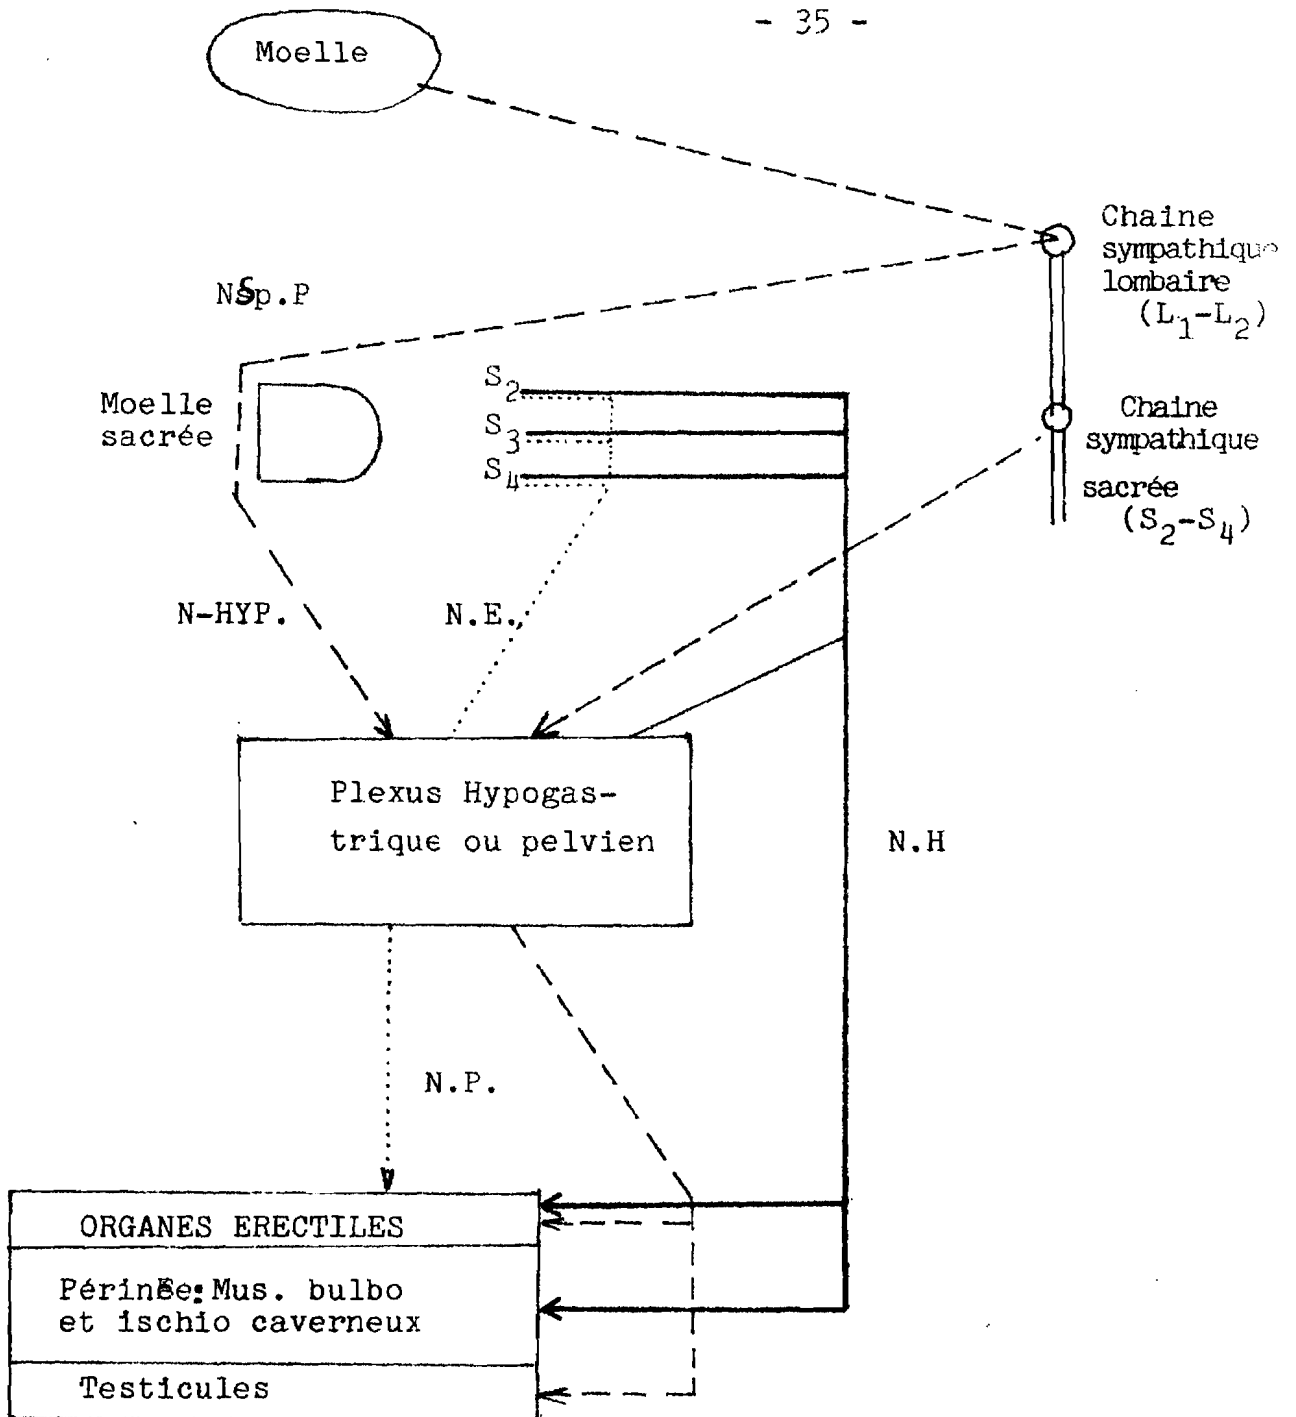 - 35 -
Moelle
Chaine
sympathique
lombaire
(L1-L2)
NSp.P
Moelle
sacrée
S2
S3
S4
Chaine
sympathique
sacrée
(S2-S4)
N-HYP.
N.E.
Plexus Hypogas-
trique ou pelvien
N.H
N.P.
ORGANES ERECTILES
Périnée: Mus. bulbo
et ischio caverneux
Testicules